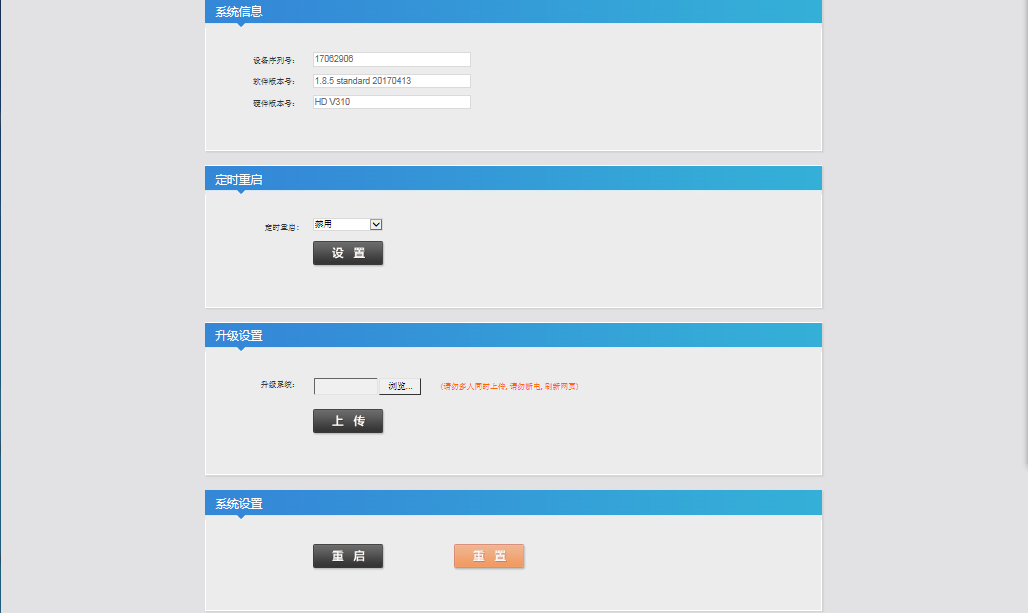 系统信息
设备序列号： 17062906
软件版本号： 1.8.5 standard 20170413
硬件版本号： HD V310
定时重启
定时重启： 禁用
设 置
升级设置
升级系统： 浏览... (请勿多人同时上传, 请勿断电, 刷新网页)
上 传
系统设置
重 启 重 置